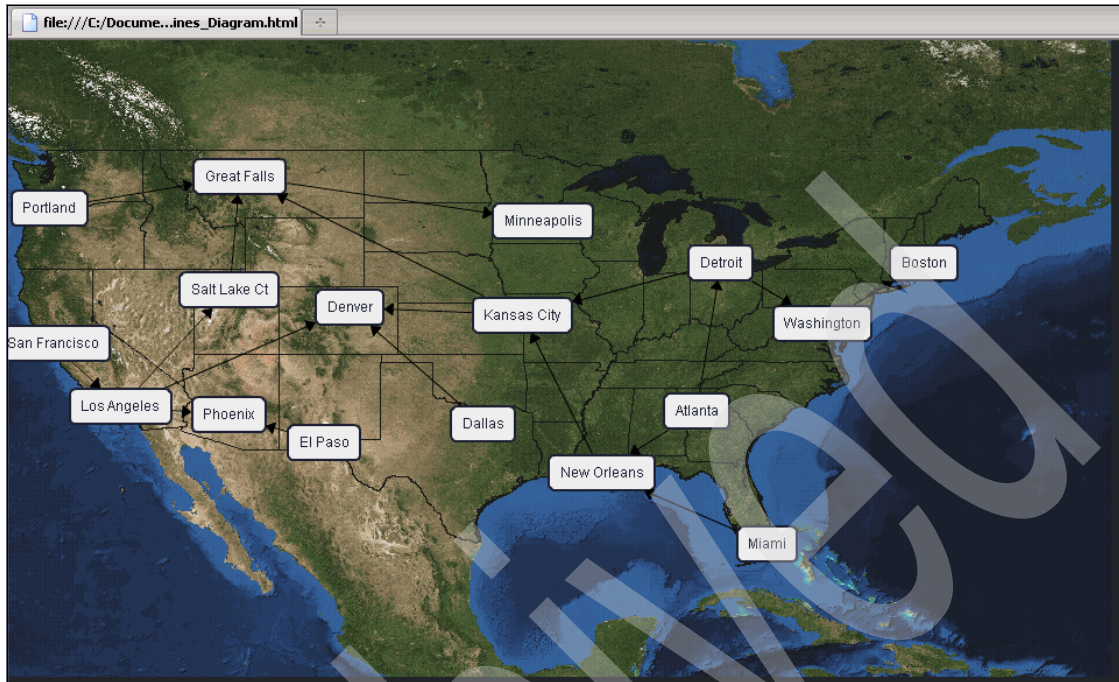 file:///C:/Docume...ines_Diagram.html
Great Falls
Portland
Minneapolis
Detroit
Boston
Salt Lake Ct
Denver
Kansas City
Washington
San Francisco
Los Angeles
Phoenix
Atlanta
Dallas
El Paso
New Orleans
Miami